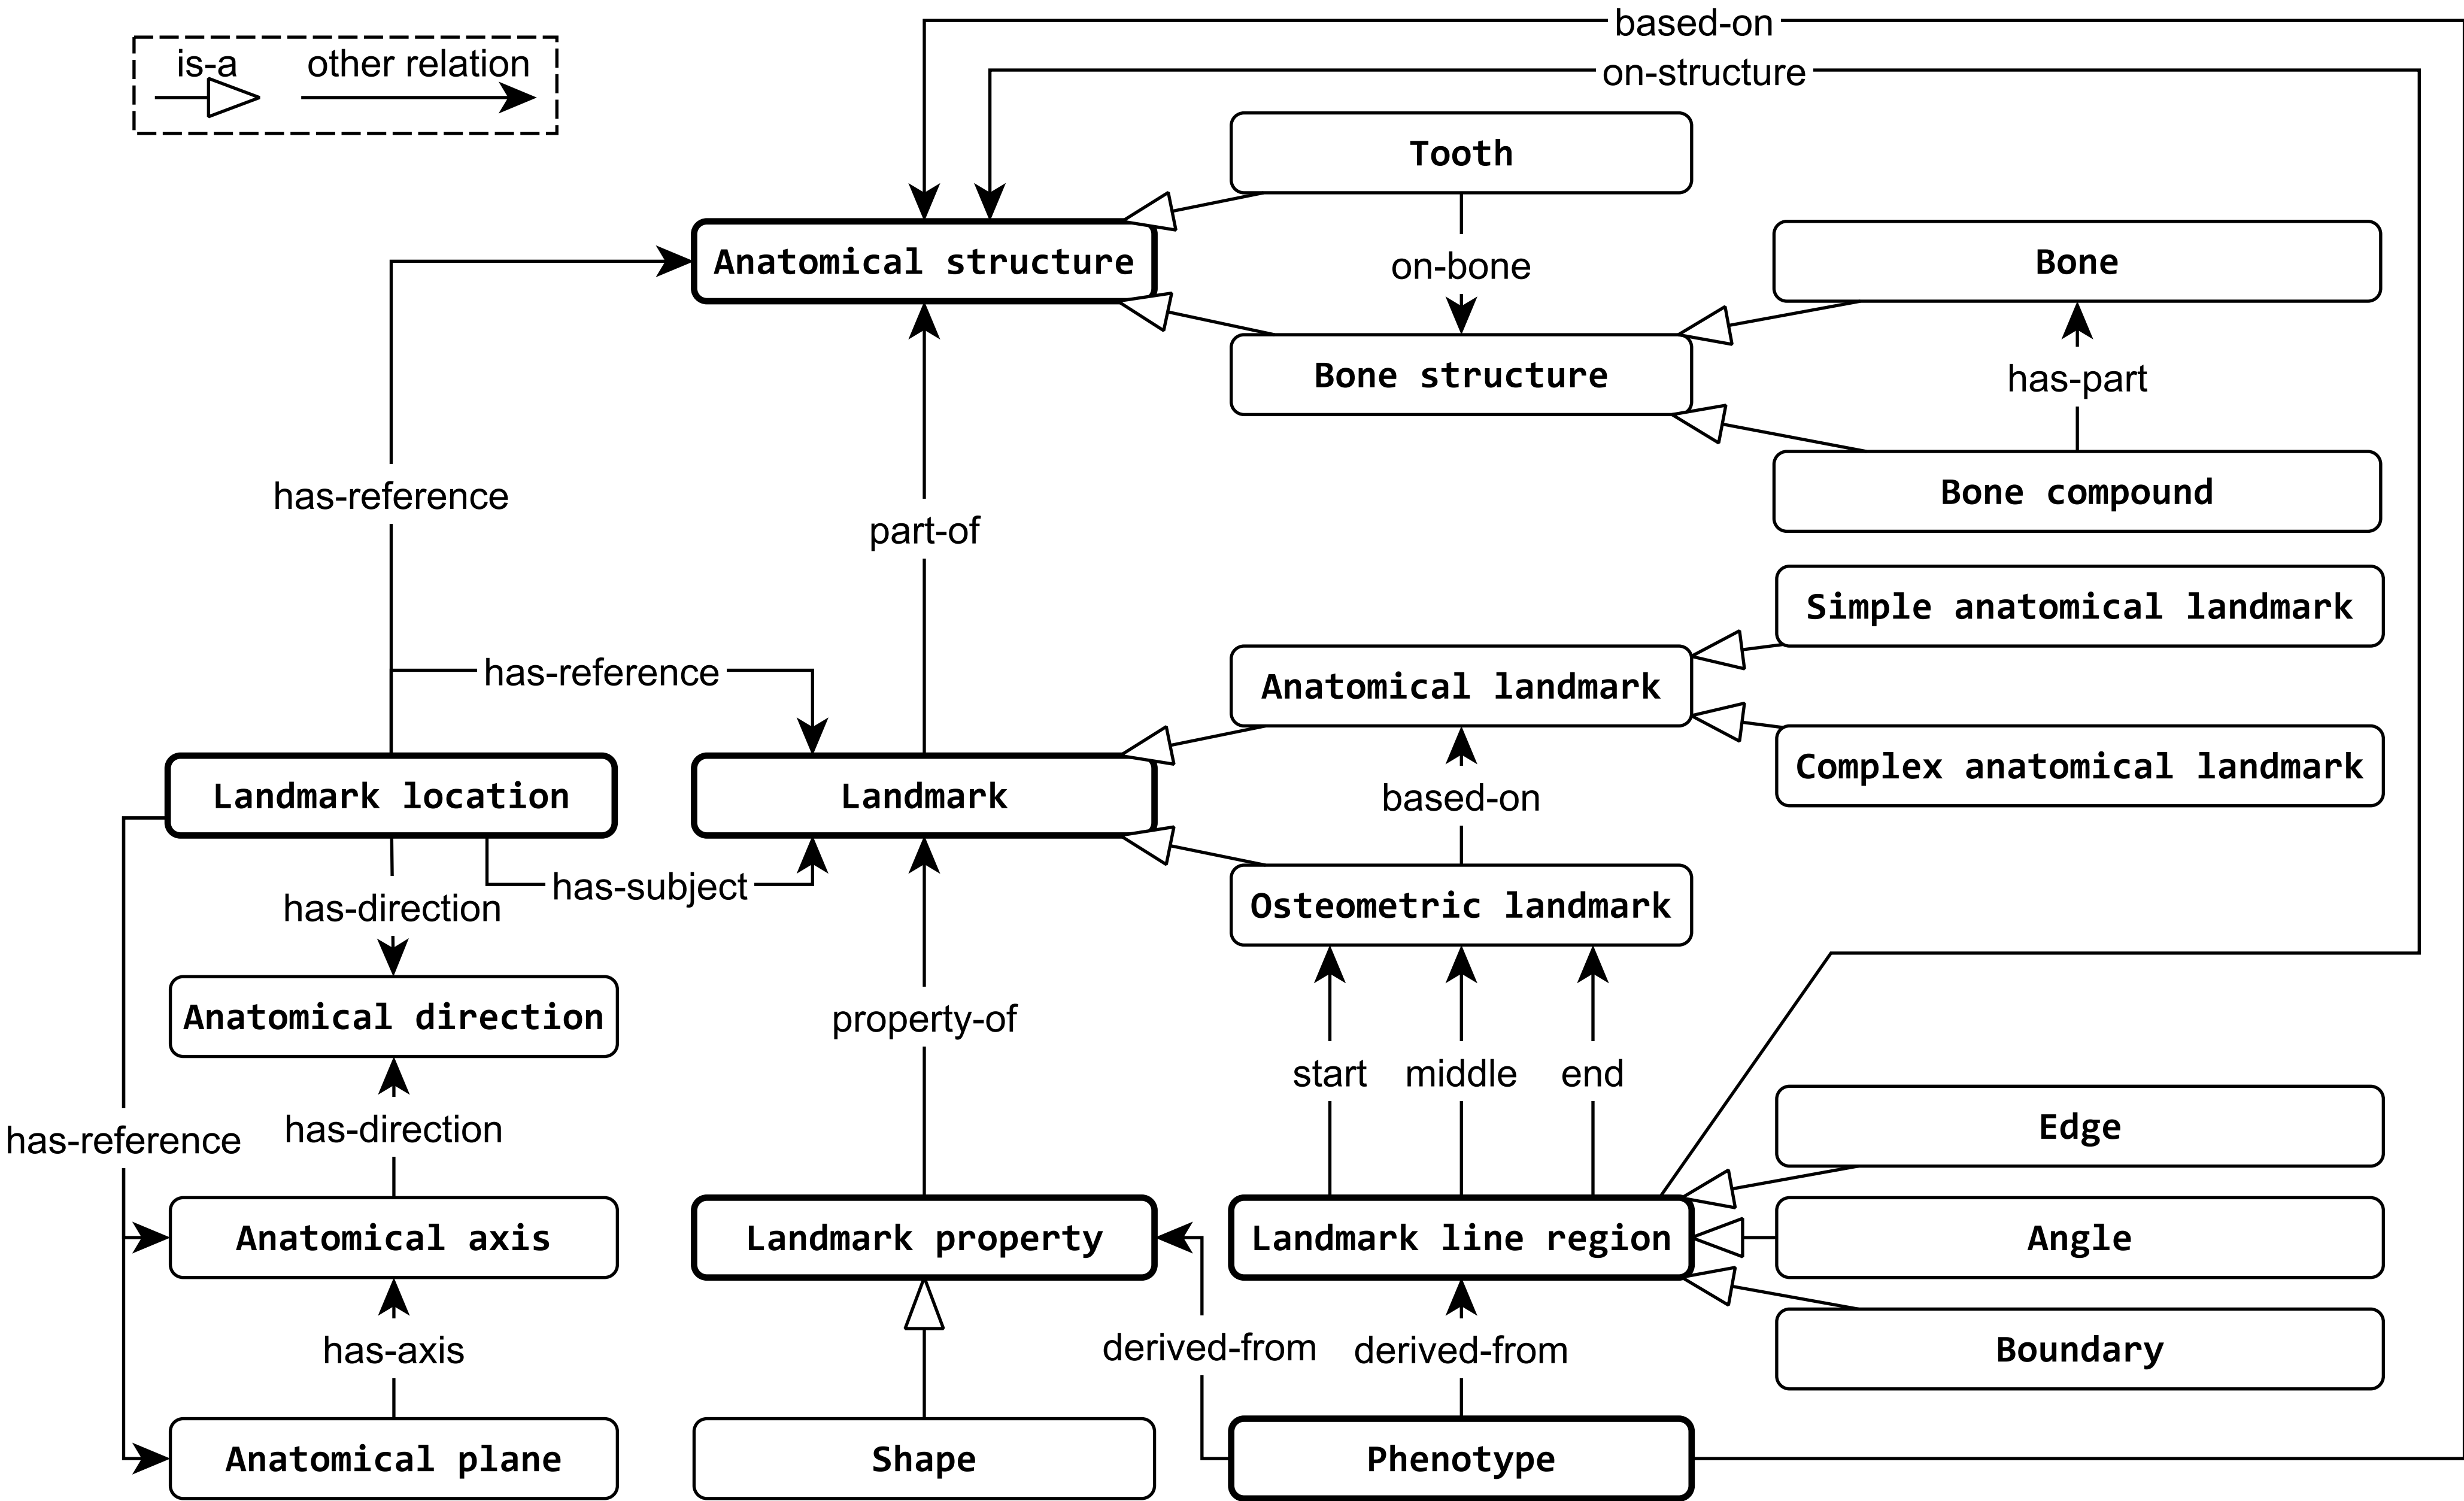 based-on
is-a
other relation
on-structure
Tooth
Anatomical structure
on-bone
Bone
Bone structure
has-part
has-reference
Bone compound
part-of
Simple anatomical landmark
has-reference
Anatomical landmark
Landmark location
Landmark
based-on
Complex anatomical landmark
has-subject
has-direction
Osteometric landmark
Anatomical direction
property-of
start
middle
end
has-reference
has-direction
Edge
Anatomical axis
Landmark property
Landmark line region
Angle
has-axis
derived-from
derived-from
Boundary
Anatomical plane
Shape
Phenotype